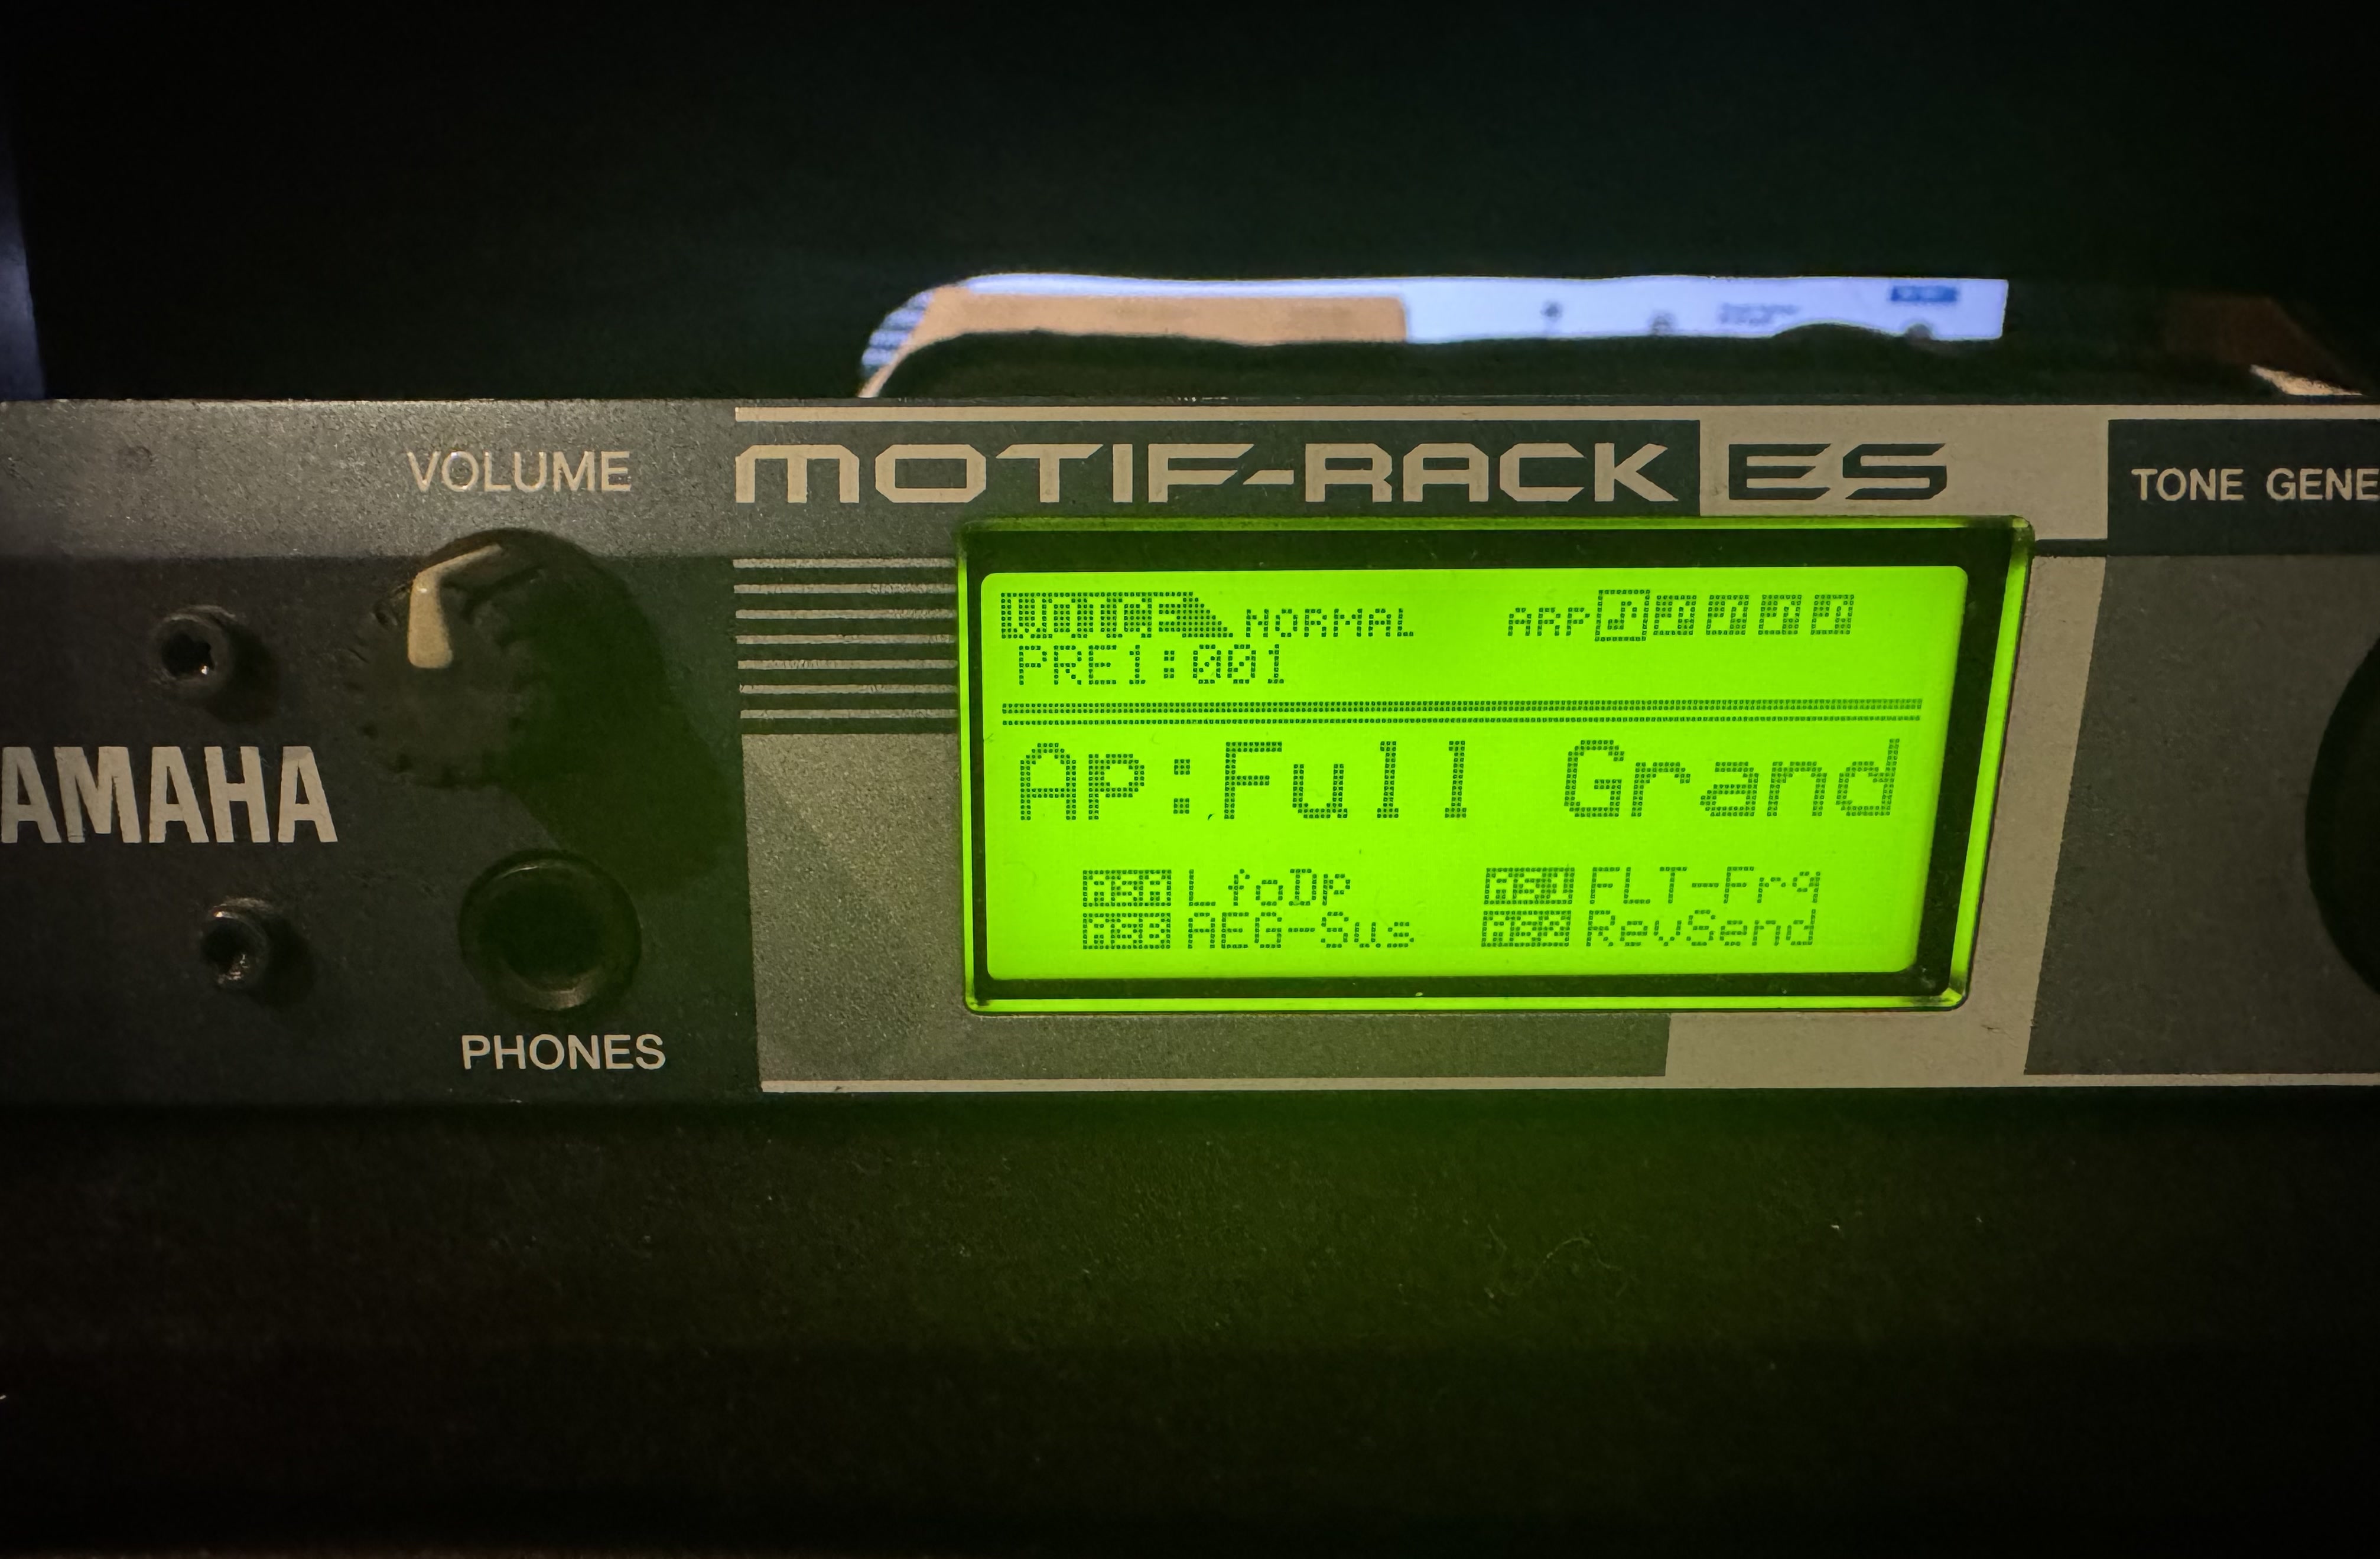 VOLUME
MOTIF-RACK ES
TONE GENE
VOICE NORMAL ARP
PRE1:001
Ap:Full Grand
LfoDp FLT-Frq
AEG-Sus RevSend
AMAHA
PHONES